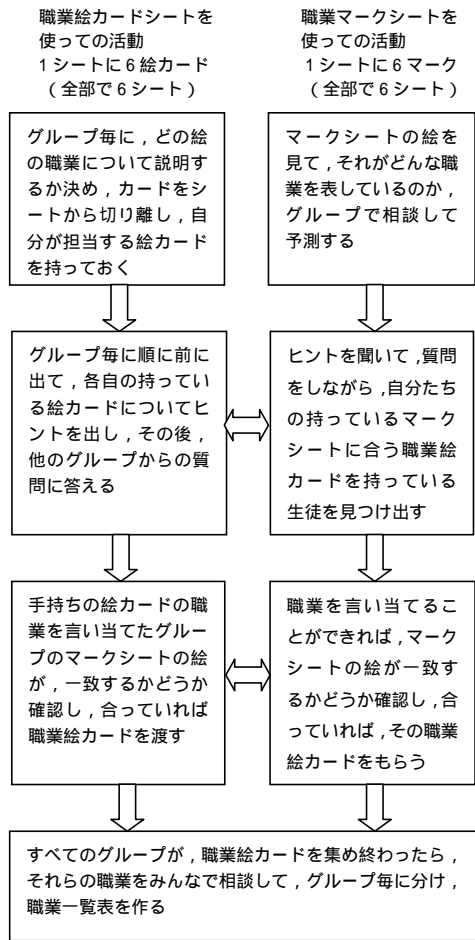 職業絵カードシートを
使っての活動
1シートに6絵カード
（全部で6シート）
グループ毎に，どの絵
の職業について説明す
るか決め，カードをシ
ートから切り離し，自
分が担当する絵カード
を持っておく
グループ毎に順に前に
出て，各自の持ってい
る絵カードについてヒ
ントを出し，その後，
他のグループからの質
問に答える
手持ちの絵カードの職
業を言い当てたグルー
プのマークシートの絵
が，一致するかどうか
確認し，合っていれば
職業絵カードを渡す
職業マークシートを
使っての活動
1シートに6マーク
（全部で6シート）
マークシートの絵を
見て，それがどんな職
業を表しているのか，
グループで相談して
予測する
ヒントを聞いて，質問
をしながら，自分たち
の持っているマーク
シートに合う職業絵
カードを持っている
生徒を見つけ出す
職業を言い当てるこ
とができれば，マーク
シートの絵が一致す
るかどうか確認し，合
っていれば，その職業
絵カードをもらう
すべてのグループが，職業絵カードを集め終わったら，
それらの職業をみんなで相談して，グループ毎に分け，
職業一覧表を作る